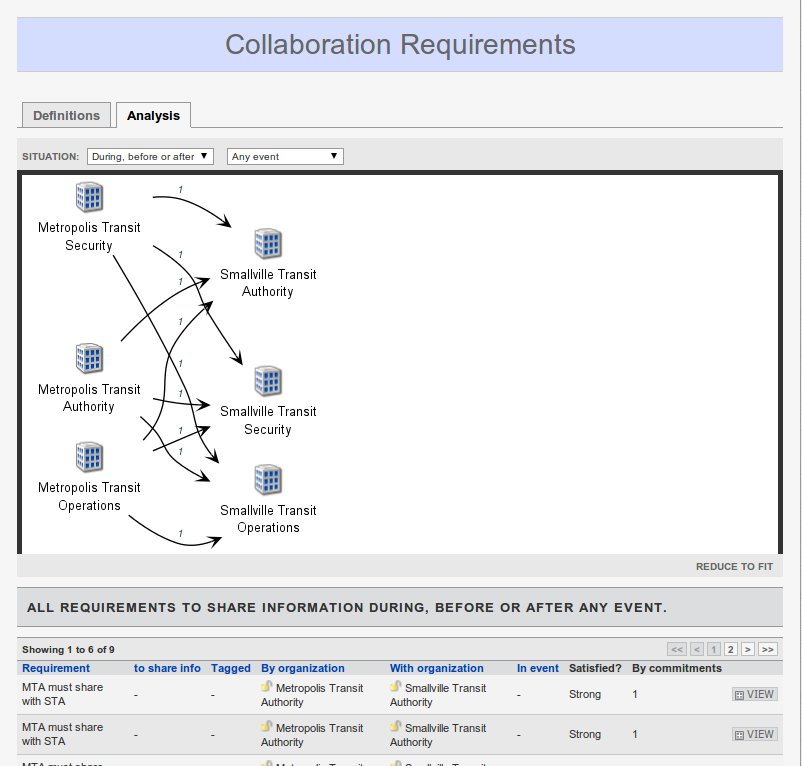 Collaboration Requirements
Definitions
Analysis
SITUATION: During, before or after Any event
1
Metropolis Transit
Security
Smallville Transit
Authority
1
1
1
1
Metropolis Transit
Authority
1
Smallville Transit
Security
1
1
Metropolis Transit
Operations
Smallville Transit
Operations
1
REDUCE TO FIT
ALL REQUIREMENTS TO SHARE INFORMATION DURING, BEFORE OR AFTER ANY EVENT.
Showing 1 to 6 of 9 << < 1 2 > >>
Requirement to share info Tagged By organization With organization In event Satisfied? By commitments
MTA must share
with STA - - Metropolis Transit
Authority Smallville Transit
Authority - Strong 1 VIEW
MTA must share
with STA - - Metropolis Transit
Authority Smallville Transit
Authority - Strong 1 VIEW
MTA must share Metropolis Transit Smallville Transit